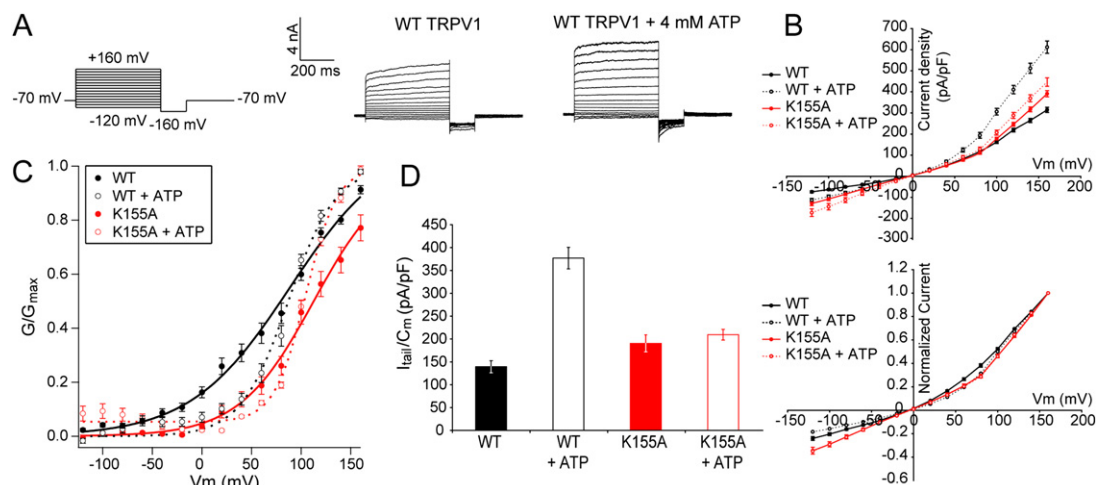 A
+160 mV
-70 mV
-70 mV
-120 mV
-160 mV
4 nA
200 ms
WT TRPV1
WT TRPV1 + 4 mM ATP
B
WT
WT + ATP
K155A
K155A + ATP
700
600
500
400
300
200
100
0
-100
-200
-300
Current density
(pA/pF)
Vm (mV)
-150 -100 -50 0 50 100 150 200
C
WT
WT + ATP
K155A
K155A + ATP
1.0
0.8
0.6
0.4
0.2
0.0
G/Gmax
-100 -50 0 50 100 150
Vm (mV)
D
450
400
350
300
250
200
150
100
50
0
Itail/Cm (pA/pF)
WT
WT
+ ATP
K155A
K155A
+ ATP
WT
WT + ATP
K155A
K155A + ATP
1.2
1.0
0.8
0.6
0.4
0.2
0
-0.2
-0.4
-0.6
Normalized Current
Vm (mV)
-150 -100 -50 0 50 100 150 200